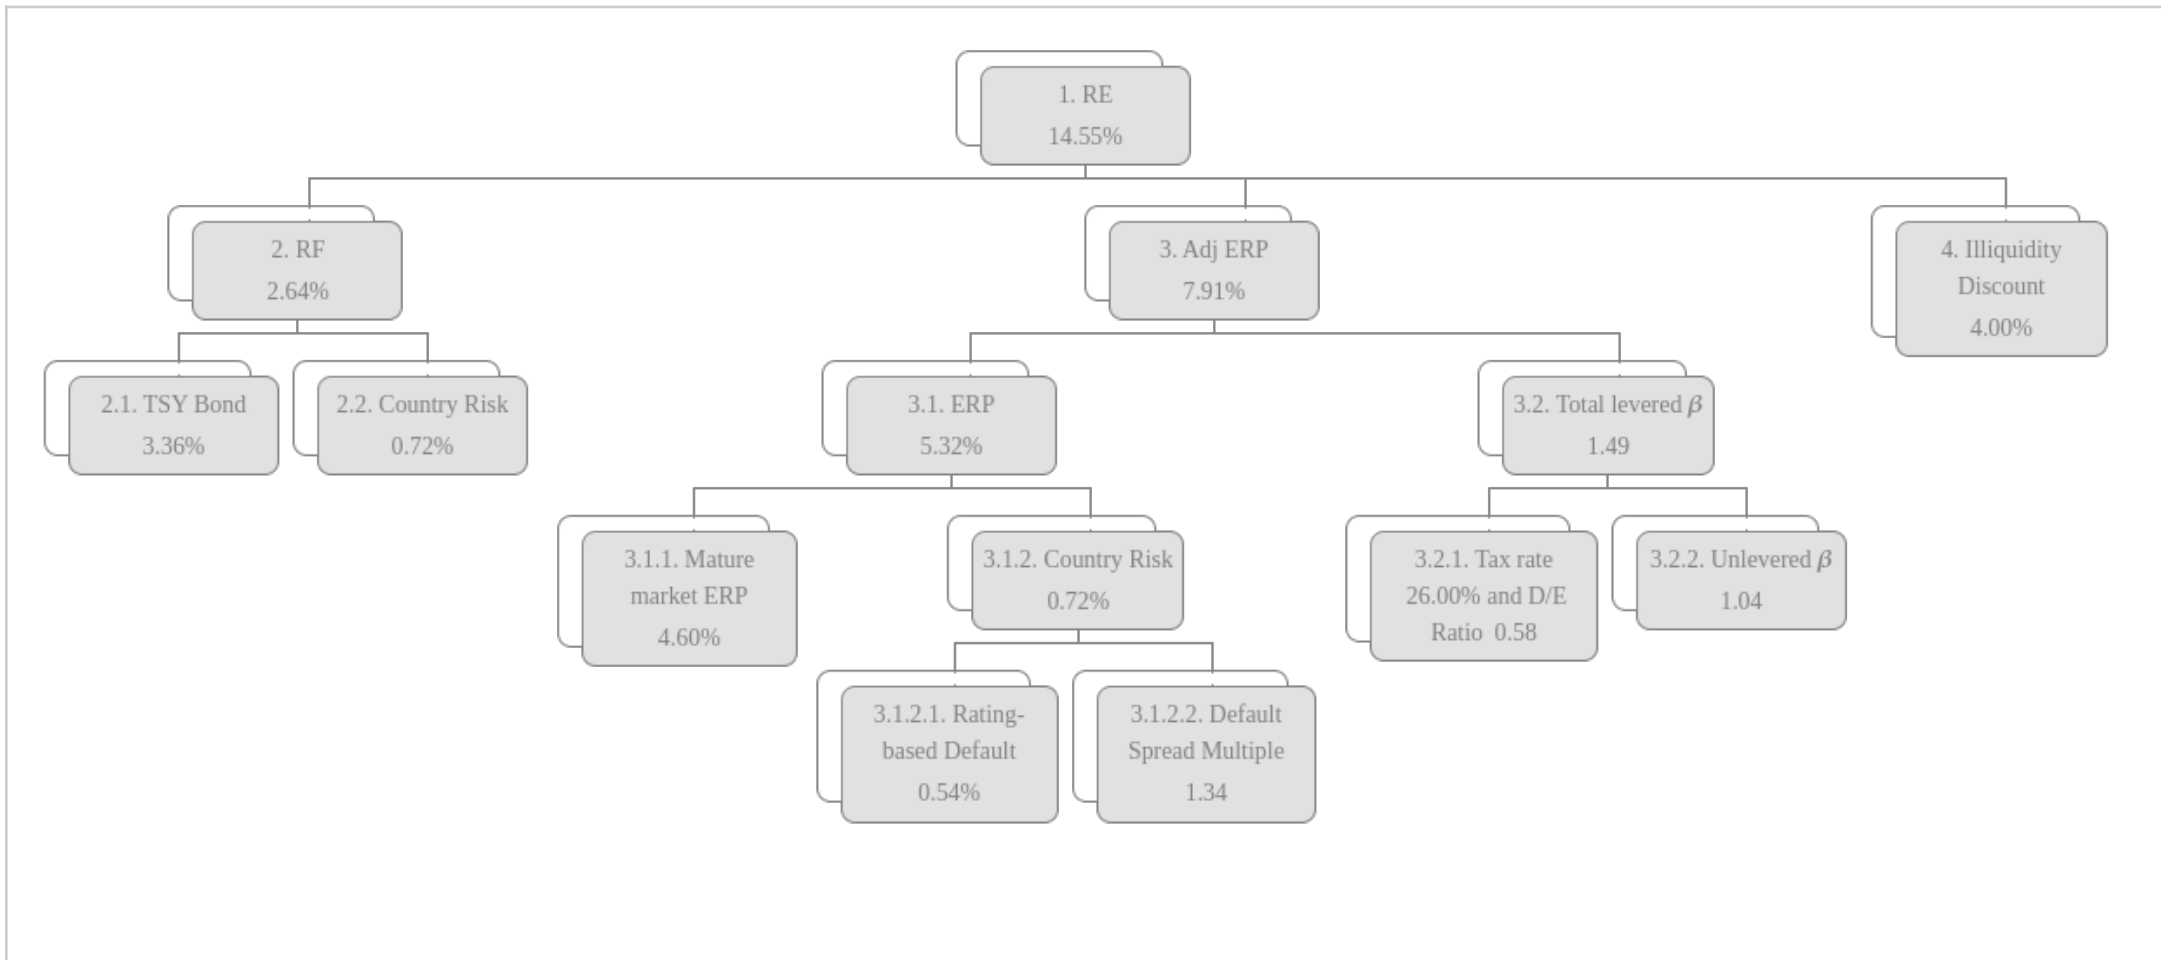 1. RE
14.55%
2. RF
2.64%
3. Adj ERP
7.91%
4. Illiquidity
Discount
4.00%
2.1. TSY Bond
3.36%
2.2. Country Risk
0.72%
3.1. ERP
5.32%
3.2. Total levered β
1.49
3.1.1. Mature
market ERP
4.60%
3.1.2. Country Risk
0.72%
3.2.1. Tax rate
26.00% and D/E
Ratio 0.58
3.2.2. Unlevered β
1.04
3.1.2.1. Rating-
based Default
0.54%
3.1.2.2. Default
Spread Multiple
1.34